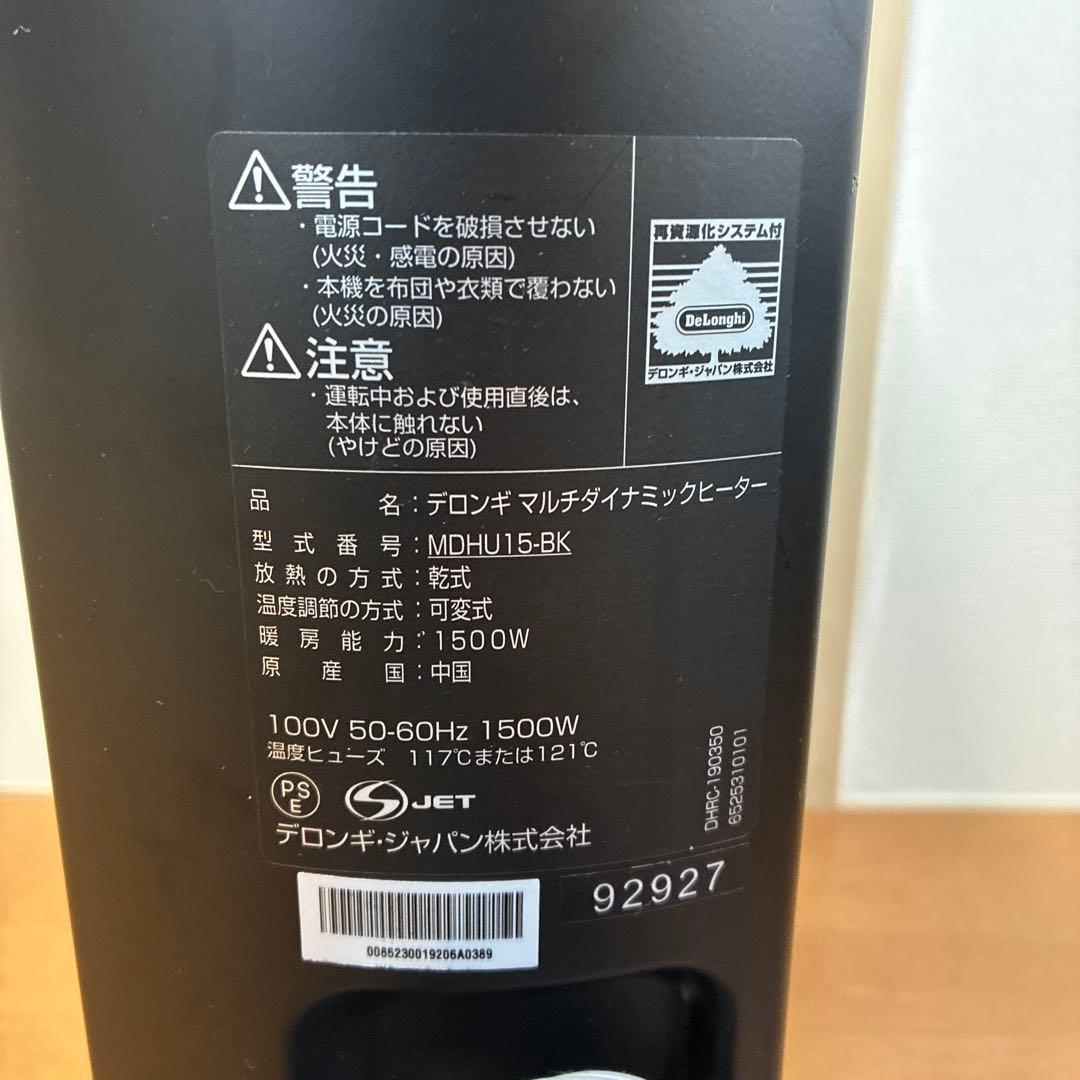 警告
・電源コードを破損させない
(火災・感電の原因)
・本機を布団や衣類で覆わない
(火災の原因)
注意
・運転中および使用直後は、
本体に触れない
(やけどの原因)
再資源化システム付
DeLonghi
デロンギ・ジャパン株式会社
品名：デロンギ マルチダイナミックヒーター
型式番号：MDHU15-BK
放熱の方式：乾式
温度調節の方式：可変式
暖房能力：1500W
原産国：中国
100V 50-60Hz 1500W
温度ヒューズ 117℃または121℃
PS
E
JET
デロンギ・ジャパン株式会社
DHRC-190350
6525310101
92927
0085230019206A0389